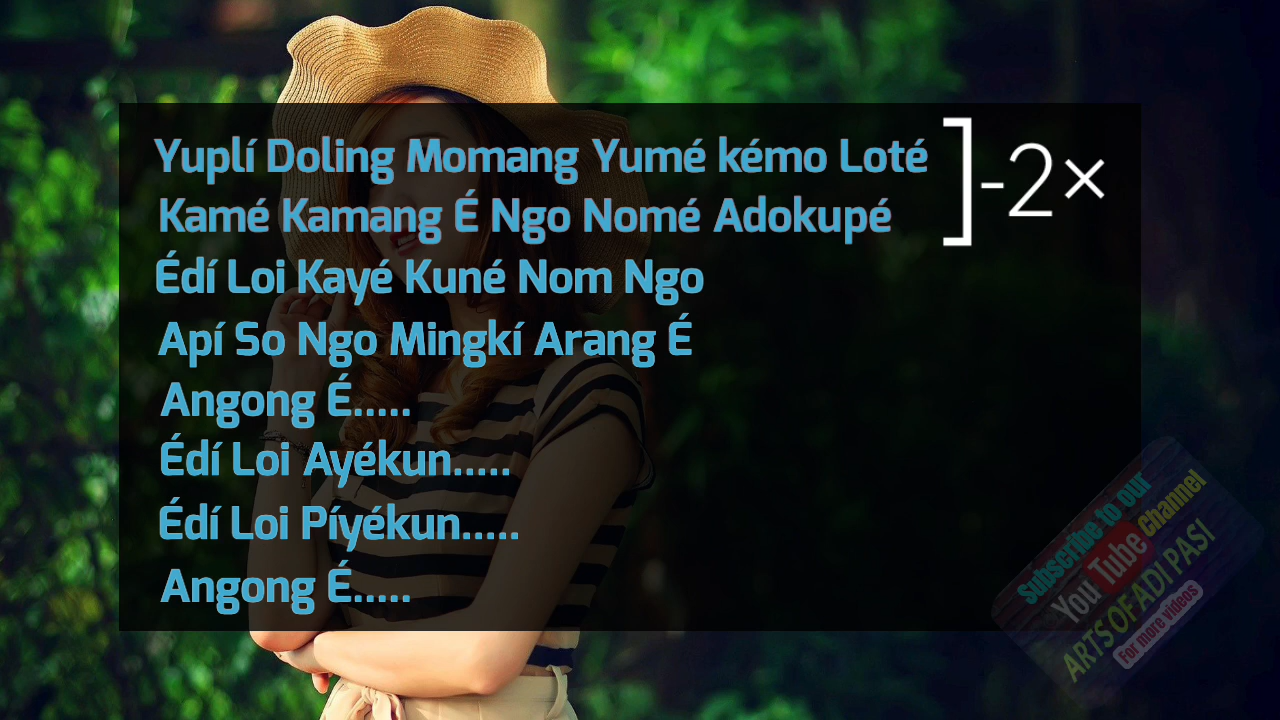 Yuplí Doling Momang Yumé kémo Loté
Kamé Kamang É Ngo Nomé Adokupé
]-2×
Édí Loi Kayé Kuné Nom Ngo
Apí So Ngo Mingkí Arang É
Angong É.....
Édí Loi Ayékun.....
Édí Loi Píyékun.....
Angong É.....
Subscribe to our
YouTube Channel
ARTS OF ADI PASI
For more videos